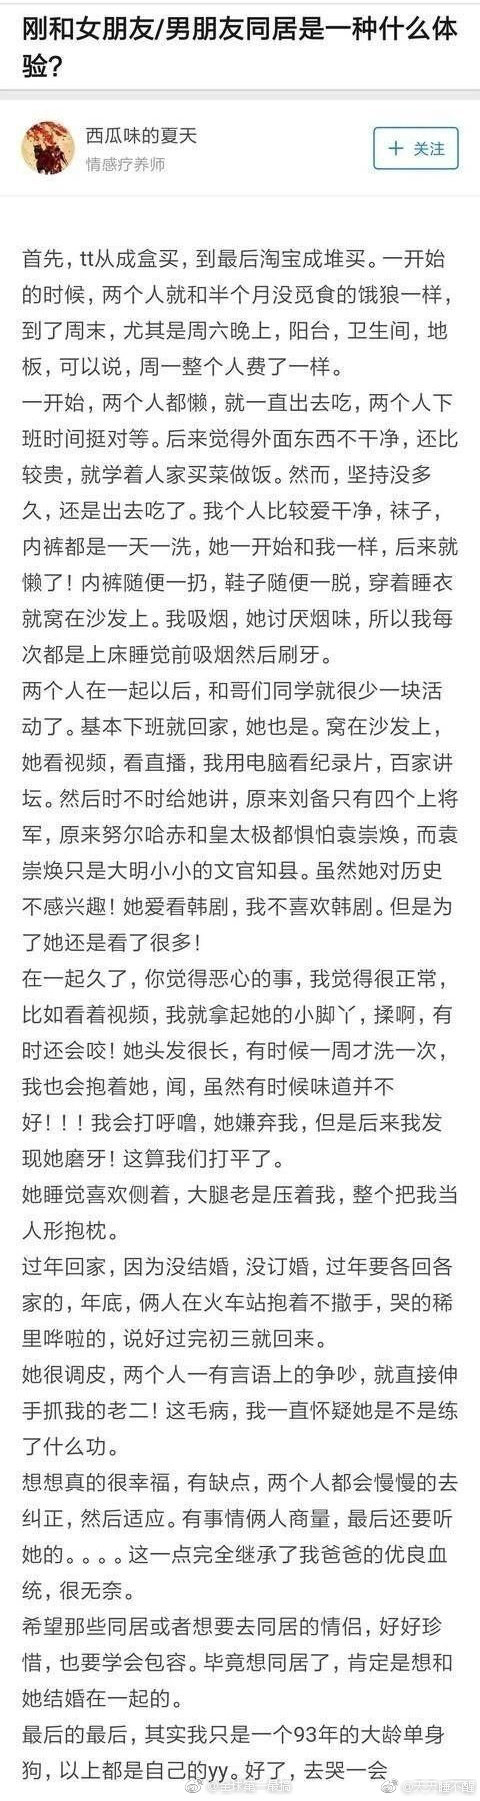 刚和女朋友/男朋友同居是一种什么体
验?
西瓜味的夏天
情感疗养师
+ 关注
首先，tt从成盒买，到最后淘宝成堆买。一开始
的时候，两个人就和半个月没觅食的饿狼一样，
到了周末，尤其是周六晚上，阳台，卫生间，地
板，可以说，周一整个人费了一样。
一开始，两个人都懒，就一直出去吃，两个人下
班时间挺对等。后来觉得外面东西不干净，还比
较贵，就学着人家买菜做饭。然而，坚持没多
久，还是出去吃了。我个人比较爱干净，袜子，
内裤都是一天一洗，她一开始和我一样，后来就
懒了！内裤随便一扔，鞋子随便一脱，穿着睡衣
就窝在沙发上。我吸烟，她讨厌烟味，所以我每
次都是上床睡觉前吸烟然后刷牙。
两个人在一起以后，和哥们同学就很少一块活
动了。基本下班就回家，她也是。窝在沙发上，
她看视频，看直播，我用电脑看纪录片，百家讲
坛。然后时不时给她讲，原来刘备只有四个上将
军，原来努尔哈赤和皇太极都惧怕袁崇焕，而袁
崇焕只是大明小小的文官知县。虽然她对历史
不感兴趣！她爱看韩剧，我不喜欢韩剧。但是为
了她还是看了很多！
在一起久了，你觉得恶心的事，我觉得很正常，
比如看着视频，我就拿起她的小脚丫，揉啊，有
时还会咬！她头发很长，有时候一周才洗一次，
我也会抱着她，闻，虽然有时候味道并不
好！！！我会打呼噜，她嫌弃我，但是后来我发
现她磨牙！这算我们打平了。
她睡觉喜欢侧着，大腿老是压着我，整个把我当
人形抱枕。
过年回家，因为没结婚，没订婚，过年要各回各
家的，年底，俩人在火车站抱着不撒手，哭的稀
里哗啦的，说好过完初三就回来。
她很调皮，两个人一有言语上的争吵，就直接伸
手抓我的老二！这毛病，我一直怀疑她是不是练
了什么功。
想想真的很幸福，有缺点，两个人都会慢慢的去
纠正，然后适应。有事情俩人商量，最后还要听
她的。。。。这一点完全继承了我爸爸的优良血
统，很无奈。
希望那些同居或者想要去同居的情侣，好好珍
惜，也要学会包容。毕竟想同居了，肯定是想和
她结婚在一起的。
最后的最后，其实我只是一个93年的大龄单身
狗，以上都是自己的yy。好了，去哭一会